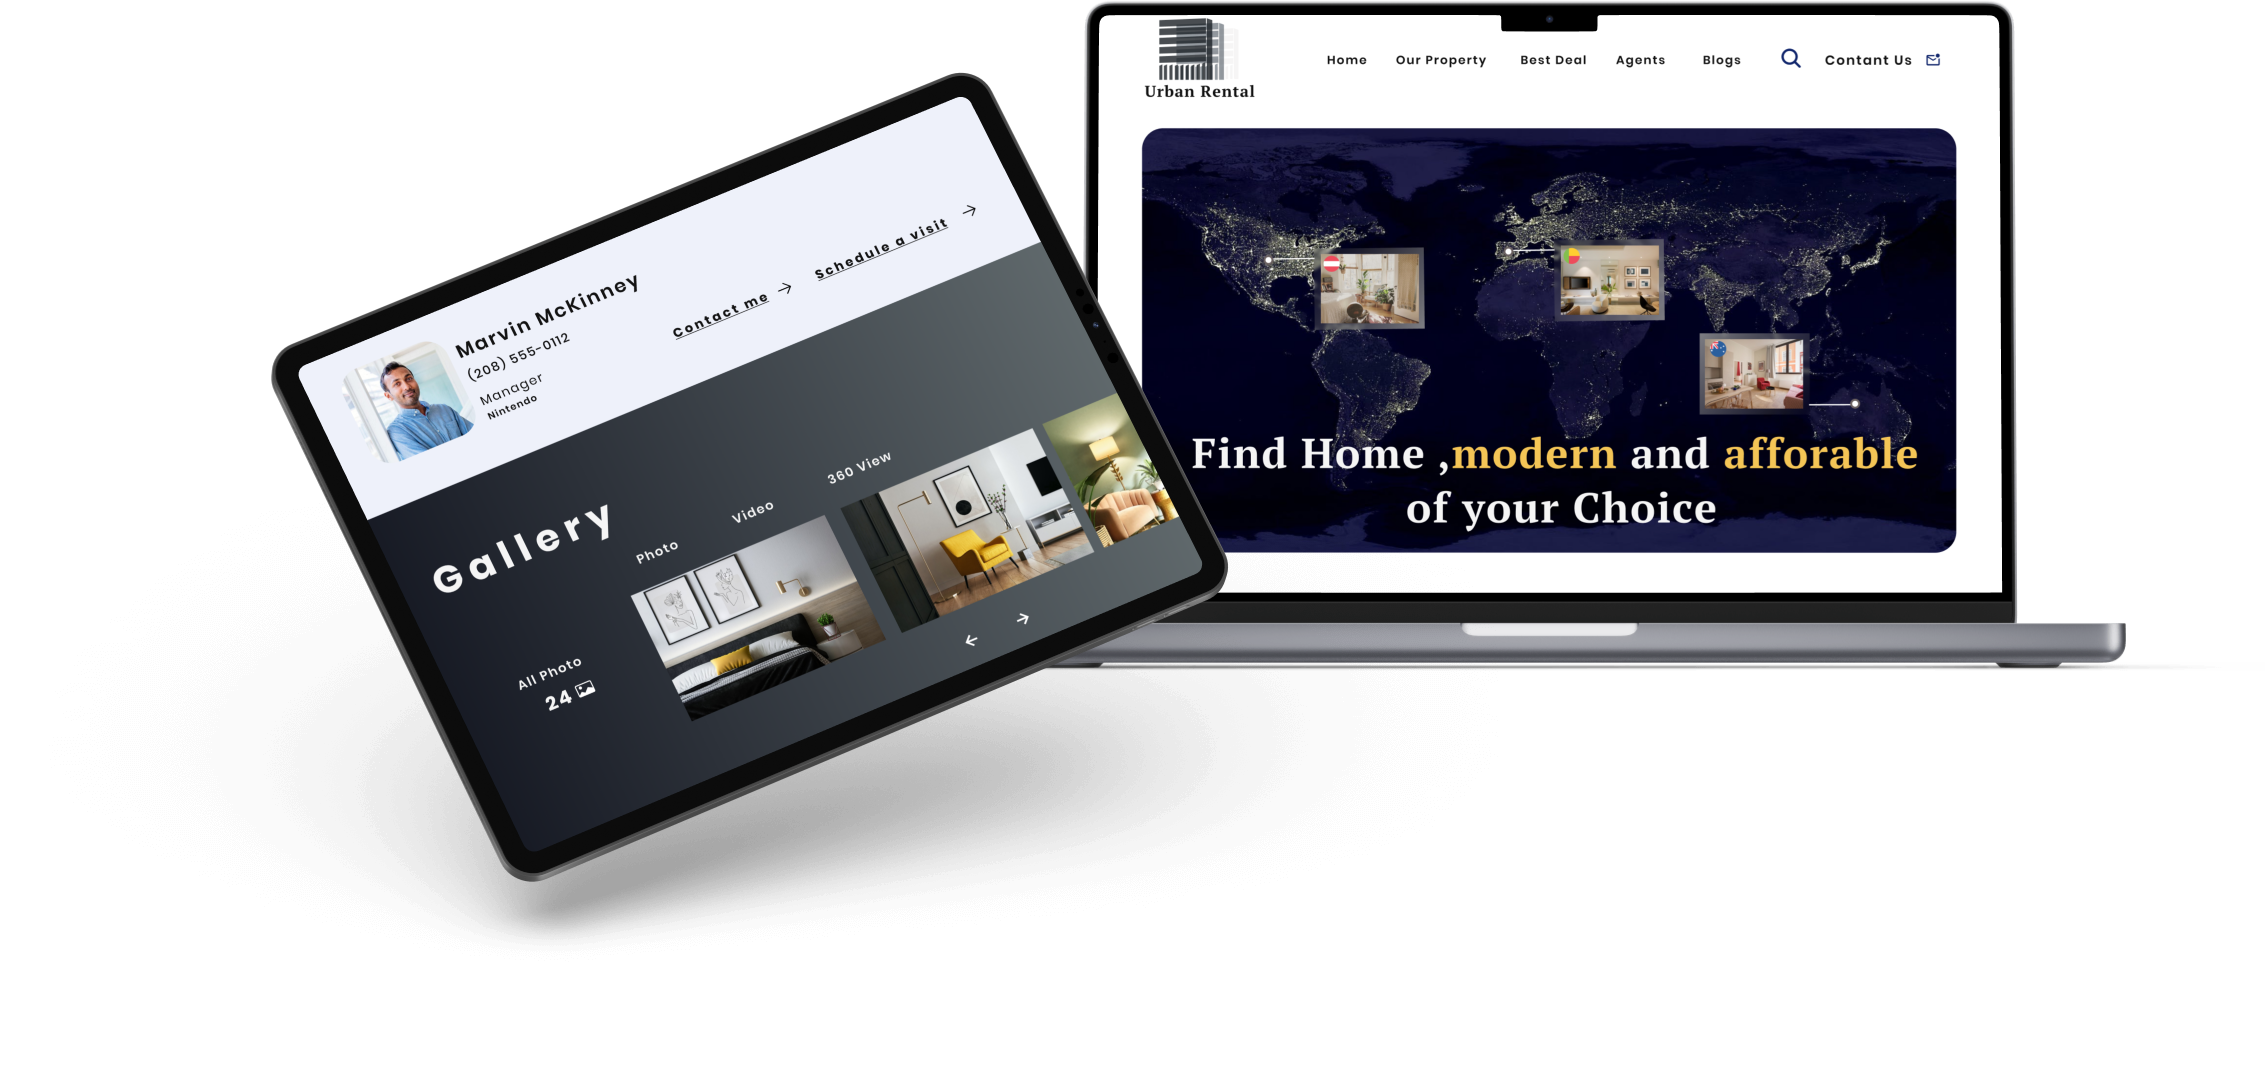 Marvin McKinney
(208) 555-0112
Manager
Nintendo
Contact me
Schedule a visit
Gallery
Photo
Video
360 View
All Photo
24
Urban Rental
Home
Our Property
Best Deal
Agents
Blogs
Contant Us
Find Home ,modern and afforable
of your Choice